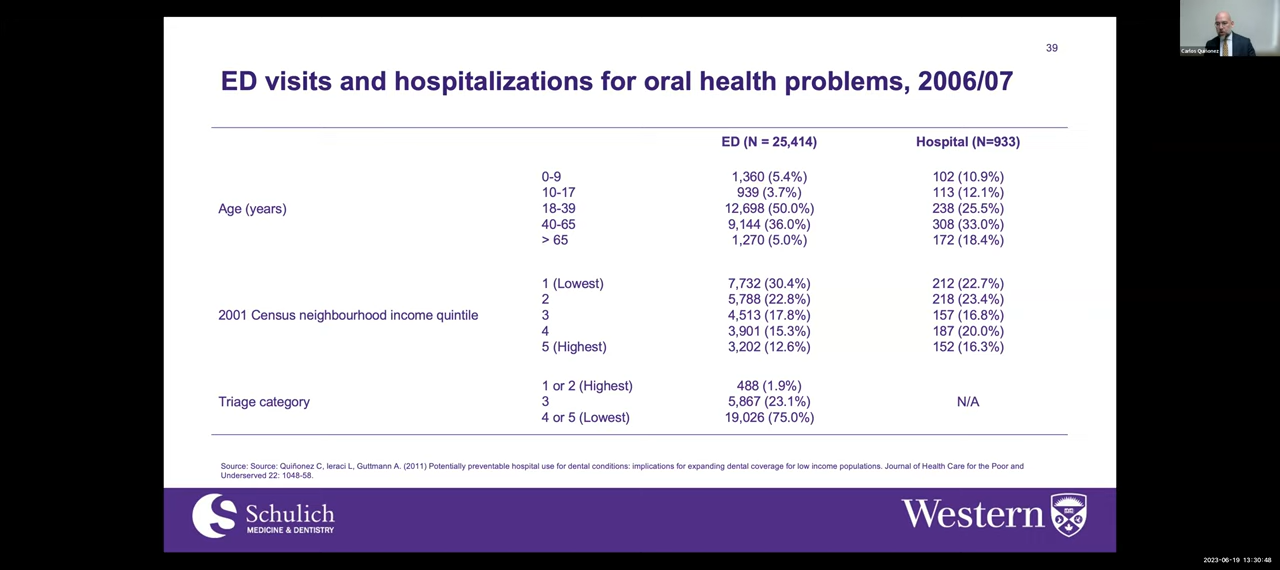 Carlos Quiñonez
39
ED visits and hospitalizations for oral health problems, 2006/07
ED (N = 25,414) Hospital (N=933)
0-9 1,360 (5.4%) 102 (10.9%)
10-17 939 (3.7%) 113 (12.1%)
Age (years) 18-39 12,698 (50.0%) 238 (25.5%)
40-65 9,144 (36.0%) 308 (33.0%)
> 65 1,270 (5.0%) 172 (18.4%)
1 (Lowest) 7,732 (30.4%) 212 (22.7%)
2 5,788 (22.8%) 218 (23.4%)
2001 Census neighbourhood income quintile 3 4,513 (17.8%) 157 (16.8%)
4 3,901 (15.3%) 187 (20.0%)
5 (Highest) 3,202 (12.6%) 152 (16.3%)
1 or 2 (Highest) 488 (1.9%)
Triage category 3 5,867 (23.1%) N/A
4 or 5 (Lowest) 19,026 (75.0%)
Source: Source: Quiñonez C, Ieraci L, Guttmann A. (2011) Potentially preventable hospital use for dental conditions: implications for expanding dental coverage for low income populations. Journal of Health Care for the Poor and
Underserved 22: 1048-58.
Schulich
MEDICINE & DENTISTRY
Western
2023-06-19 13:30:48